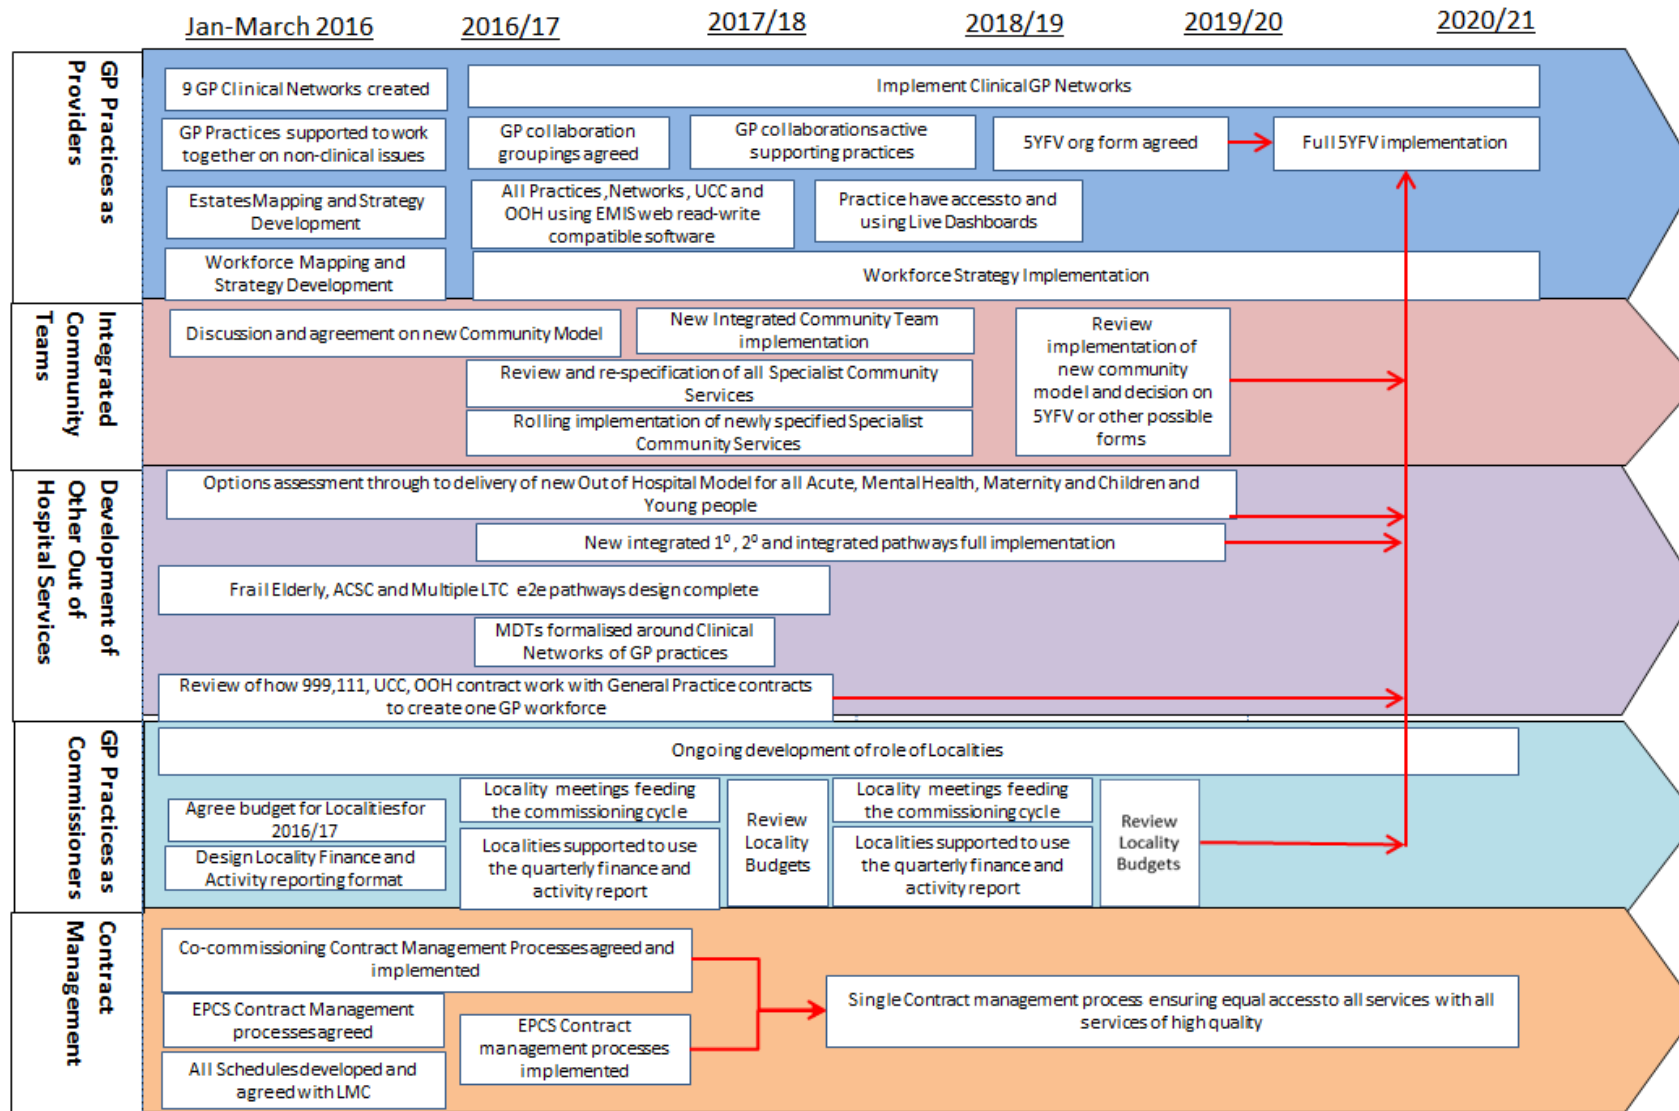 Jan-March 2016 2016/17 2017/18 2018/19 2019/20 2020/21
GP Practices as
Providers
9 GP Clinical Networks created
Implement Clinical GP Networks
GP Practices supported to work
together on non-clinical issues
GP collaboration
groupings agreed
GP collaborations active
supporting practices
5YFV org form agreed
Full 5YFV implementation
Estates Mapping and Strategy
Development
All Practices, Networks, UCC and
OOH using EMIS web read-write
compatible software
Practice have access to and
using Live Dashboards
Workforce Mapping and
Strategy Development
Workforce Strategy Implementation
Integrated
Community
Teams
Discussion and agreement on new Community Model
New Integrated Community Team
implementation
Review and re-specification of all Specialist Community
Services
Rolling implementation of newly specified Specialist
Community Services
Review
implementation of
new community
model and decision on
5YFV or other possible
forms
Development of
Other Out of
Hospital Services
Options assessment through to delivery of new Out of Hospital Model for all Acute, Mental Health, Maternity and Children and
Young people
New integrated 1⁰, 2⁰ and integrated pathways full implementation
Frail Elderly, ACSC and Multiple LTC e2e pathways design complete
MDTs formalised around Clinical
Networks of GP practices
Review of how 999,111, UCC, OOH contract work with General Practice contracts
to create one GP workforce
GP Practices as
Commissioners
Ongoing development of role of Localities
Agree budget for Localities for
2016/17
Design Locality Finance and
Activity reporting format
Locality meetings feeding
the commissioning cycle
Localities supported to use
the quarterly finance and
activity report
Review
Locality
Budgets
Locality meetings feeding
the commissioning cycle
Localities supported to use
the quarterly finance and
activity report
Review
Locality
Budgets
Contract
Management
Co-commissioning Contract Management Processes agreed and
implemented
EPCS Contract Management
processes agreed
All Schedules developed and
agreed with LMC
EPCS Contract
management processes
implemented
Single Contract management process ensuring equal access to all services with all
services of high quality